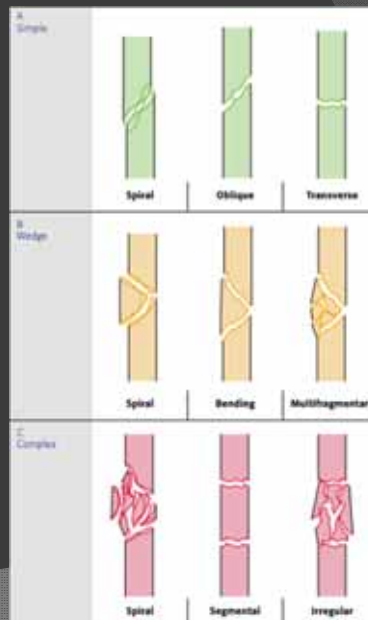 A
Simple
Spiral
Oblique
Transverse
B
Wedge
Spiral
Bending
Multifragmentar
C
Complex
Spiral
Segmental
Irregular